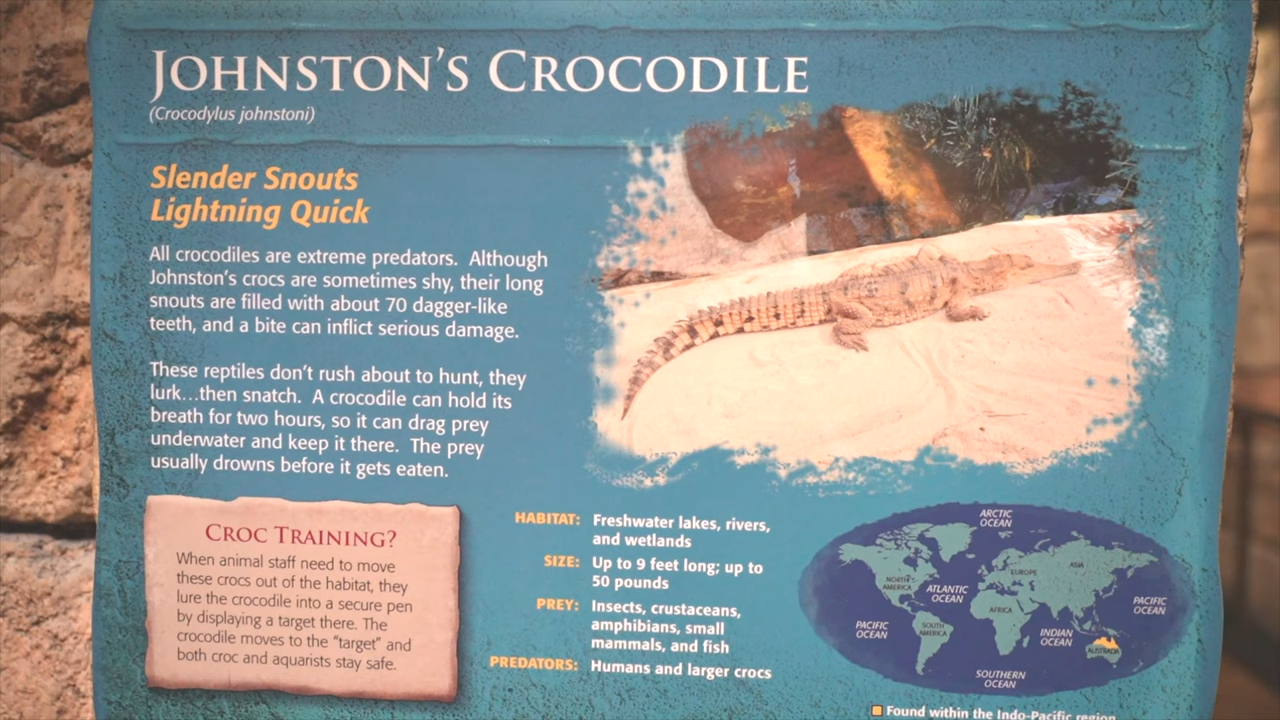 JOHNSTON'S CROCODILE
(Crocodylus johnstoni)
Slender Snouts
Lightning Quick
All crocodiles are extreme predators. Although
Johnston's crocs are sometimes shy, their long
snouts are filled with about 70 dagger-like
teeth, and a bite can inflict serious damage.
These reptiles don't rush about to hunt, they
lurk...then snatch. A crocodile can hold its
breath for two hours, so it can drag prey
underwater and keep it there. The prey
usually drowns before it gets eaten.
CROC TRAINING?
When animal staff need to move
these crocs out of the habitat, they
lure the crocodile into a secure pen
by displaying a target there. The
crocodile moves to the "target" and
both croc and aquarists stay safe.
HABITAT: Freshwater lakes, rivers,
and wetlands
SIZE: Up to 9 feet long; up to
50 pounds
PREY: Insects, crustaceans,
amphibians, small
mammals, and fish
PREDATORS: Humans and larger crocs
ARCTIC
OCEAN
NORTH
AMERICA
ATLANTIC
OCEAN
EUROPE
ASIA
AFRICA
PACIFIC
OCEAN
PACIFIC
OCEAN
SOUTH
AMERICA
INDIAN
OCEAN
AUSTRALIA
SOUTHERN
OCEAN
Found within the Indo-Pacific region